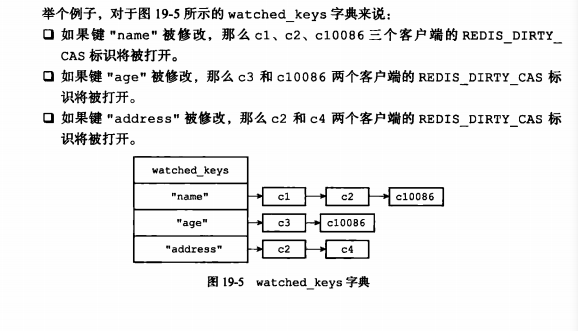 举个例子，对于图 19-5 所示的 watched_keys 字典来说：
❑ 如果键 "name" 被修改，那么 c1、c2、c10086 三个客户端的 REDIS_DIRTY_
CAS 标识将被打开。
❑ 如果键 "age" 被修改，那么 c3 和 c10086 两个客户端的 REDIS_DIRTY_CAS 标
识将被打开。
❑ 如果键 "address" 被修改，那么 c2 和 c4 两个客户端的 REDIS_DIRTY_CAS 标
识将被打开。
watched_keys
"name" c1 c2 c10086
"age" c3 c10086
"address" c2 c4
图 19-5 watched_keys 字典